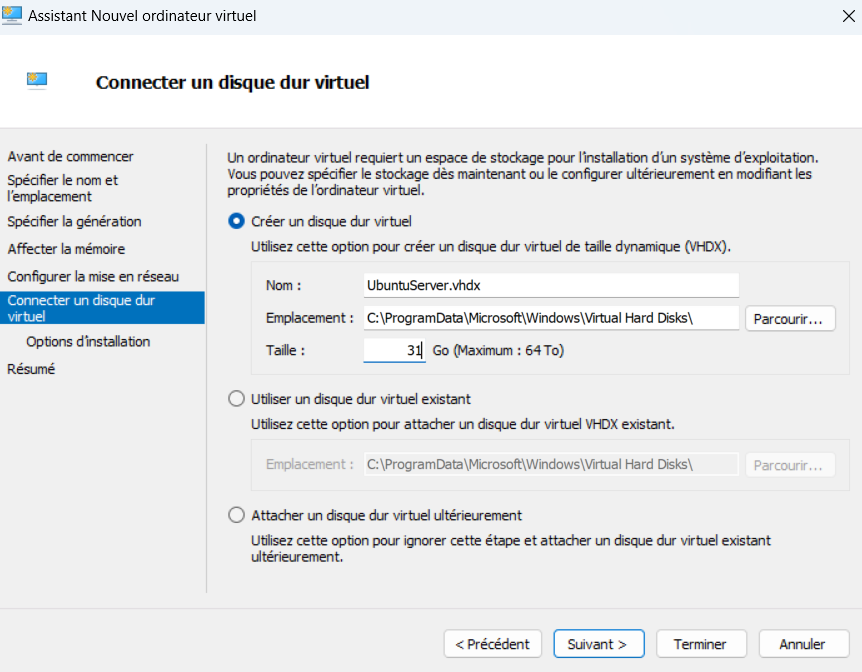 Assistant Nouvel ordinateur virtuel
Connecter un disque dur virtuel
Avant de commencer
Spécifier le nom et
l'emplacement
Spécifier la génération
Affecter la mémoire
Configurer la mise en réseau
Connecter un disque dur
virtuel
Options d'installation
Résumé
Un ordinateur virtuel requiert un espace de stockage pour l'installation d'un système d'exploitation.
Vous pouvez spécifier le stockage dès maintenant ou le configurer ultérieurement en modifiant les
propriétés de l'ordinateur virtuel.
Créer un disque dur virtuel
Utilisez cette option pour créer un disque dur virtuel de taille dynamique (VHDX).
Nom : UbuntuServer.vhdx
Emplacement : C:\ProgramData\Microsoft\Windows\Virtual Hard Disks\ Parcourir...
Taille : 31 Go (Maximum : 64 To)
Utiliser un disque dur virtuel existant
Utilisez cette option pour attacher un disque dur virtuel VHDX existant.
Emplacement : C:\ProgramData\Microsoft\Windows\Virtual Hard Disks\ Parcourir...
Attacher un disque dur virtuel ultérieurement
Utilisez cette option pour ignorer cette étape et attacher un disque dur virtuel existant
ultérieurement.
< Précédent Suivant > Terminer Annuler